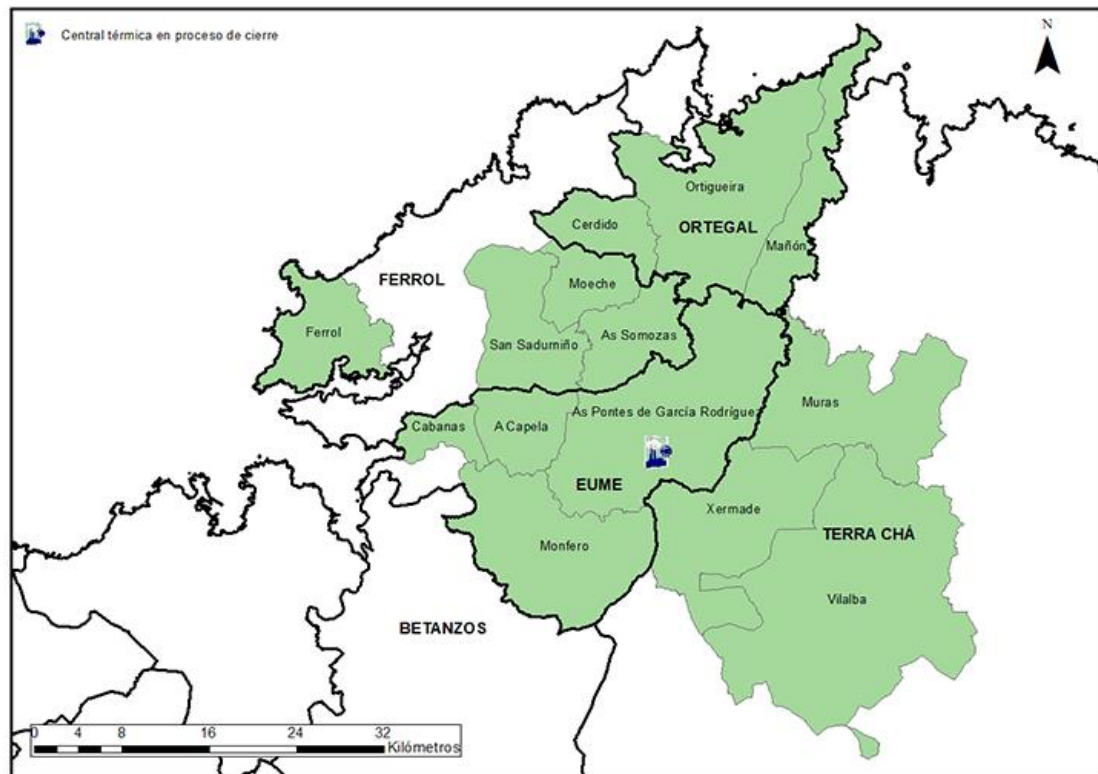 Central térmica en proceso de cierre
N
Ortigueira
Cerdido
ORTEGAL
Mañón
FERROL
Moeche
Ferrol
As Somozas
San Sadurniño
Muras
As Pontes de García Rodríguez
Cabanas
A Capela
EUME
Xermade
TERRA CHÁ
Monfero
Vilalba
BETANZOS
0 4 8 16 24 32
Kilómetros